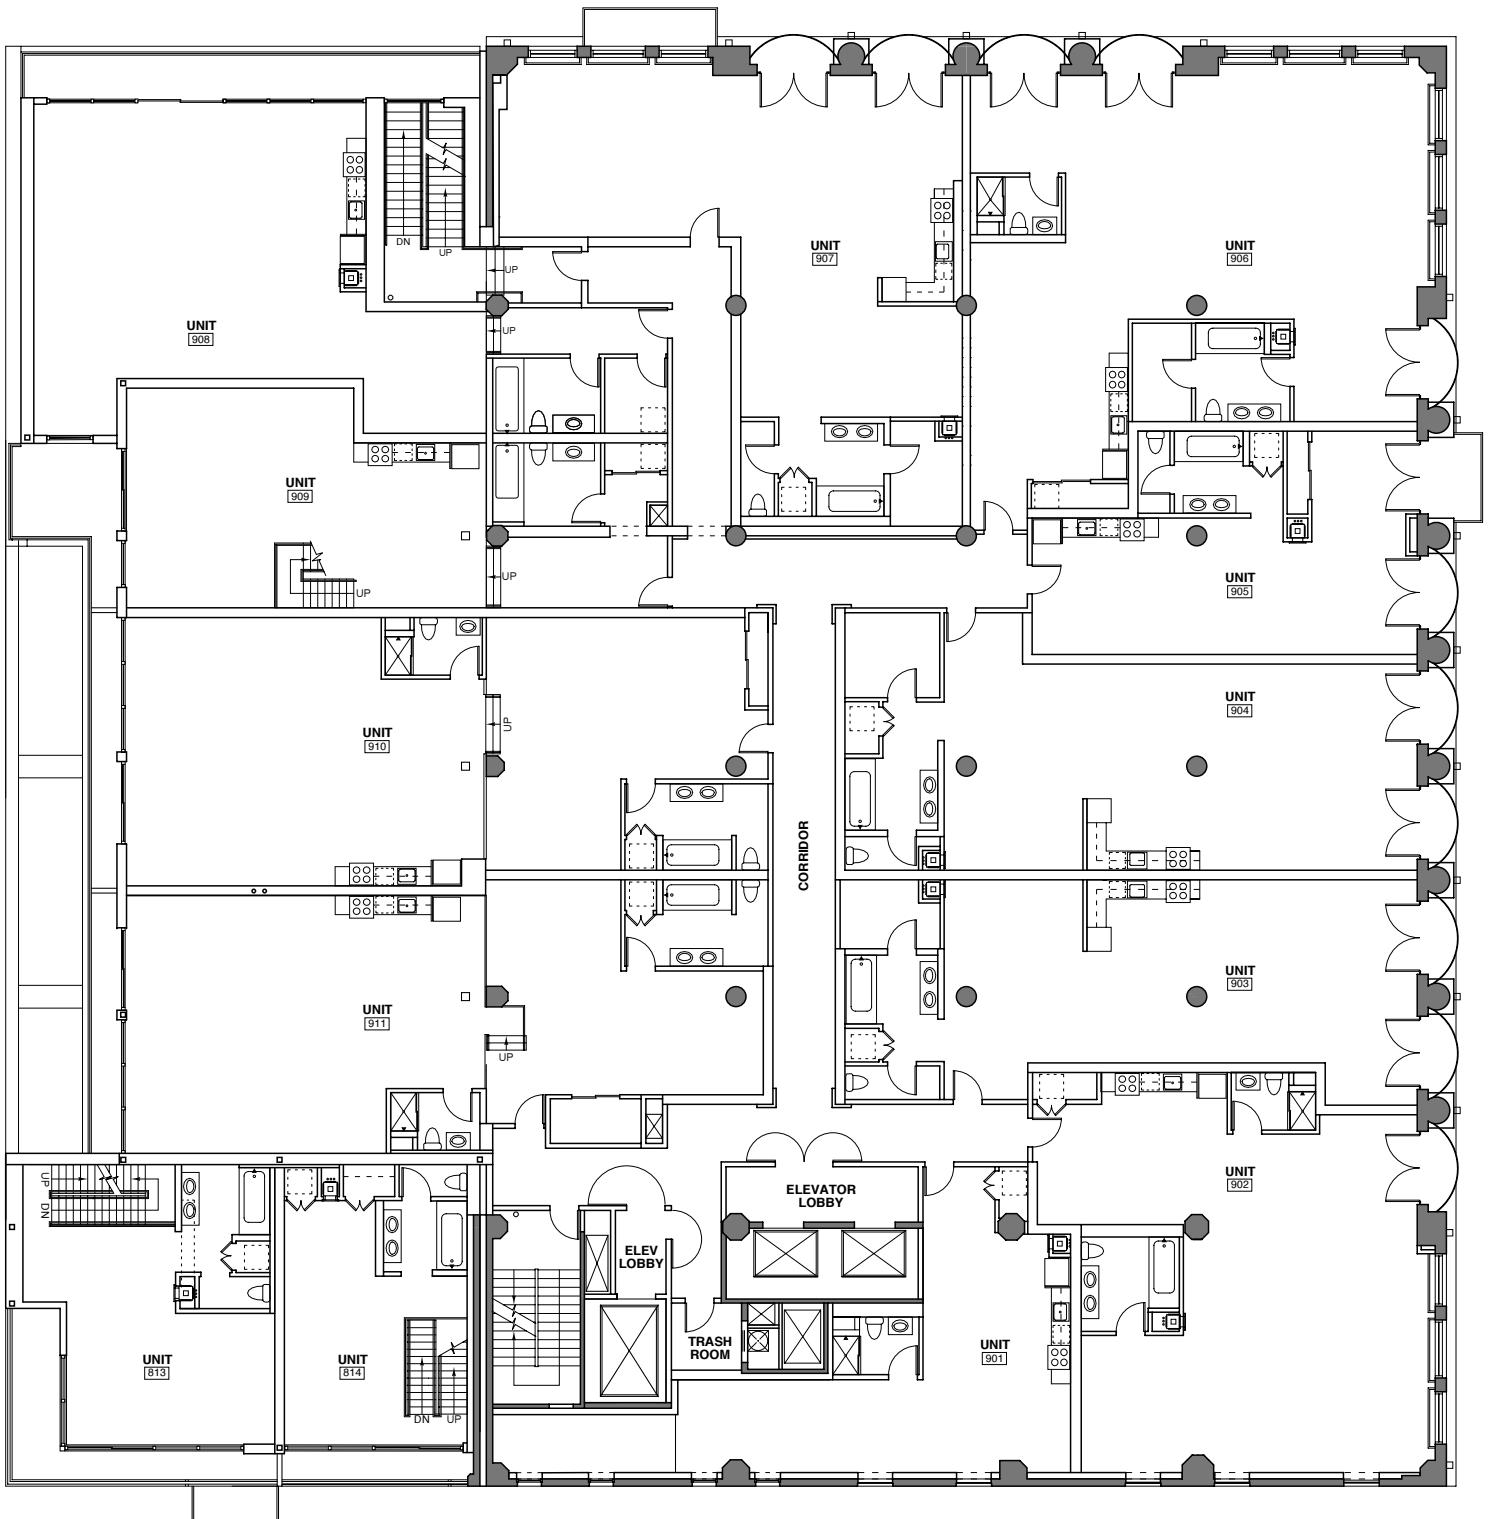 DN
UP
UP
UP
UNIT
907
UNIT
906
UNIT
908
UNIT
909
UP
UP
UNIT
905
UNIT
904
UP
UNIT
910
CORRIDOR
UNIT
903
UNIT
911
UP
UP
DN
ELEVATOR
LOBBY
UNIT
902
ELEV
LOBBY
TRASH
ROOM
UNIT
901
UNIT
813
UNIT
814
DN
UP